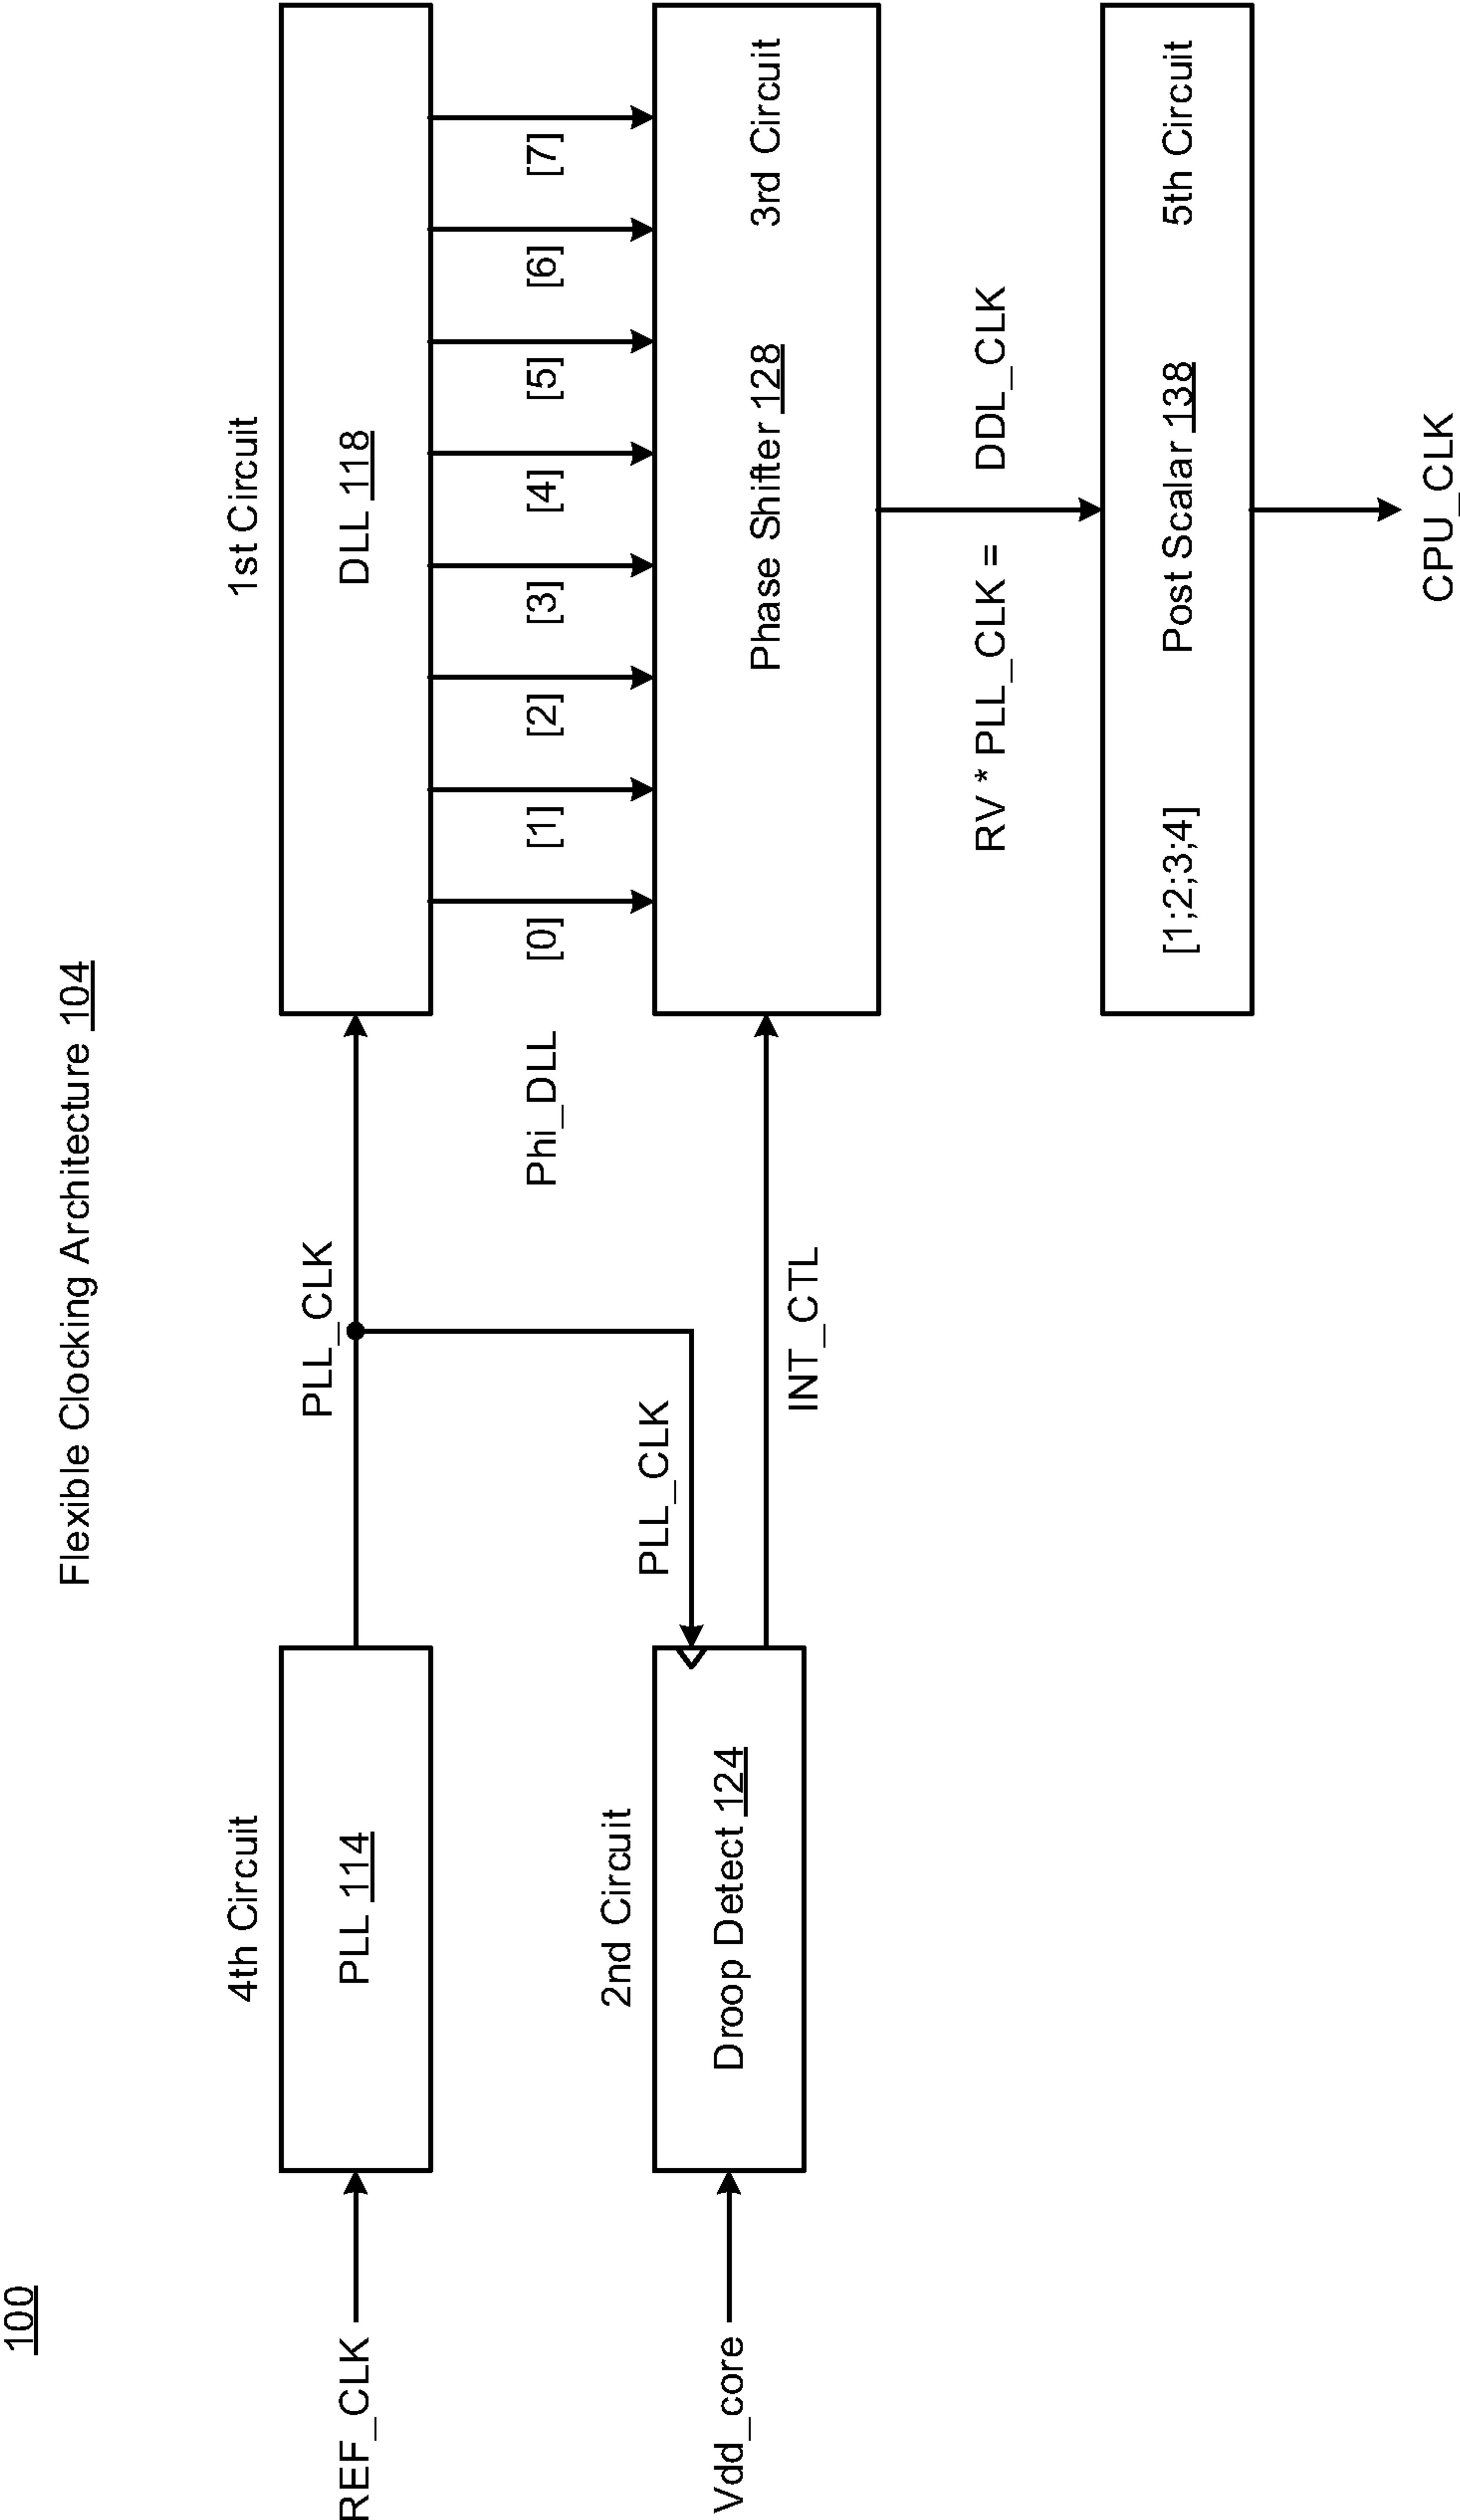 100
Flexible Clocking Architecture 104
4th Circuit
1st Circuit
REF_CLK
PLL 114
PLL_CLK
DLL 118
Phi_DLL
[0]
[1]
[2]
[3]
[4]
[5]
[6]
[7]
2nd Circuit
PLL_CLK
Vdd_core
Droop Detect 124
INT_CTL
Phase Shifter 128
3rd Circuit
RV * PLL_CLK =
DDL_CLK
[1;2;3;4]
Post Scalar 138
5th Circuit
CPU_CLK